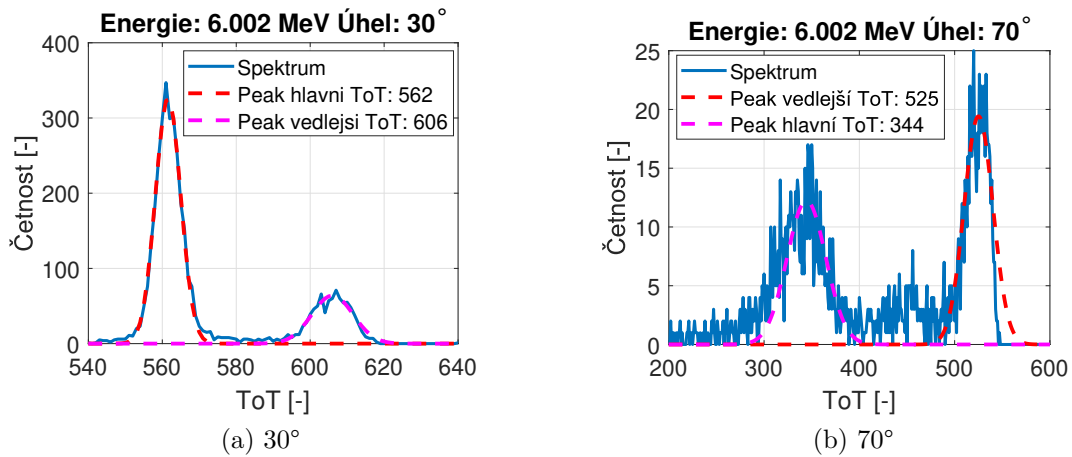 Energie: 6.002 MeV Úhel: 30°
400
300
200
100
0
Četnost [-]
Spektrum
Peak hlavni ToT: 562
Peak vedlejsi ToT: 606
540 560 580 600 620 640
ToT [-]
(a) 30°
Energie: 6.002 MeV Úhel: 70°
25
20
15
10
5
0
Četnost [-]
Spektrum
Peak vedlejší ToT: 525
Peak hlavní ToT: 344
200 300 400 500 600
ToT [-]
(b) 70°